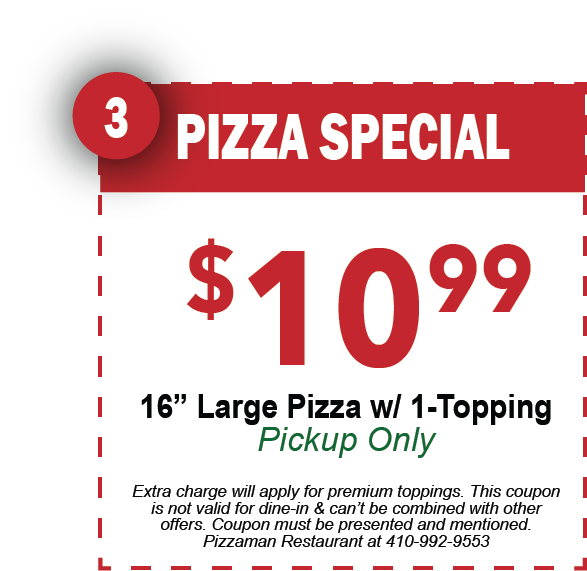 3
PIZZA SPECIAL
$1099
16” Large Pizza w/ 1-Topping
Pickup Only
Extra charge will apply for premium toppings. This coupon
is not valid for dine-in & can’t be combined with other
offers. Coupon must be presented and mentioned.
Pizzaman Restaurant at 410-992-9553